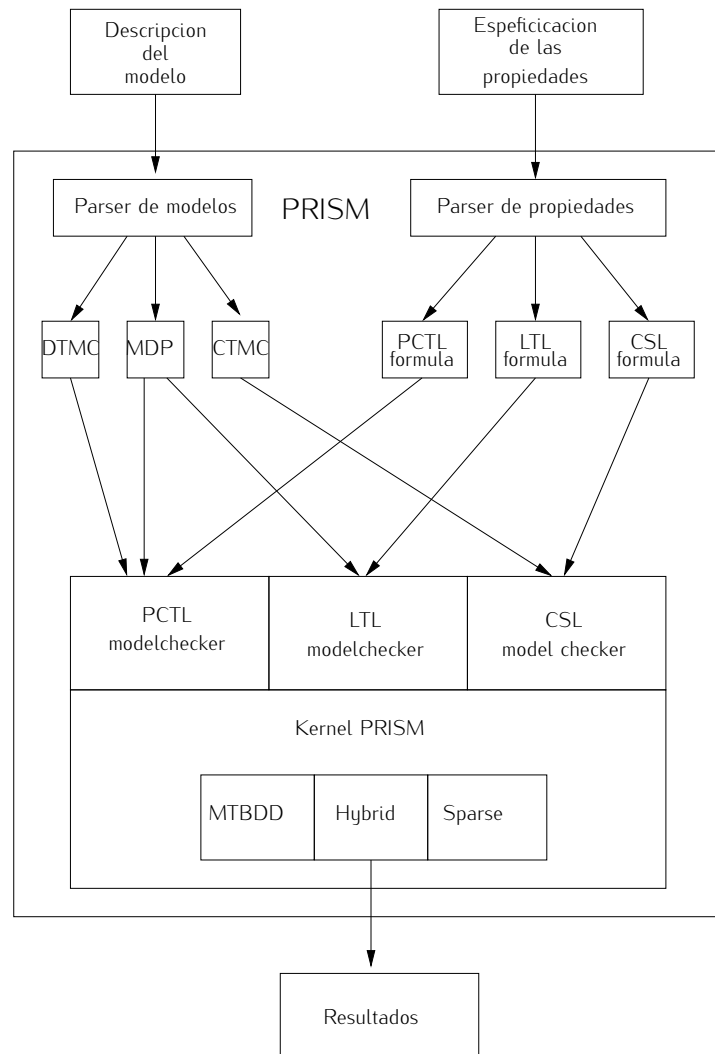 Descripcion
del
modelo
Espeficicacion
de las
propiedades
Parser de modelos
PRISM
Parser de propiedades
DTMC
MDP
CTMC
PCTL
formula
LTL
formula
CSL
formula
PCTL
modelchecker
LTL
modelchecker
CSL
model checker
Kernel PRISM
MTBDD
Hybrid
Sparse
Resultados